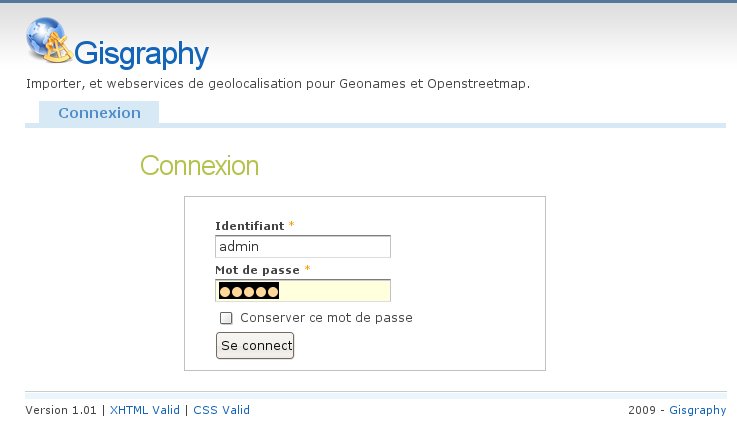 Gisgraphy
Importer, et webservices de geolocalisation pour Geonames et Openstreetmap.
Connexion
Connexion
Identifiant *
admin
Mot de passe *
●●●●●
Conserver ce mot de passe
Se connect
Version 1.01 | XHTML Valid | CSS Valid 2009 - Gisgraphy